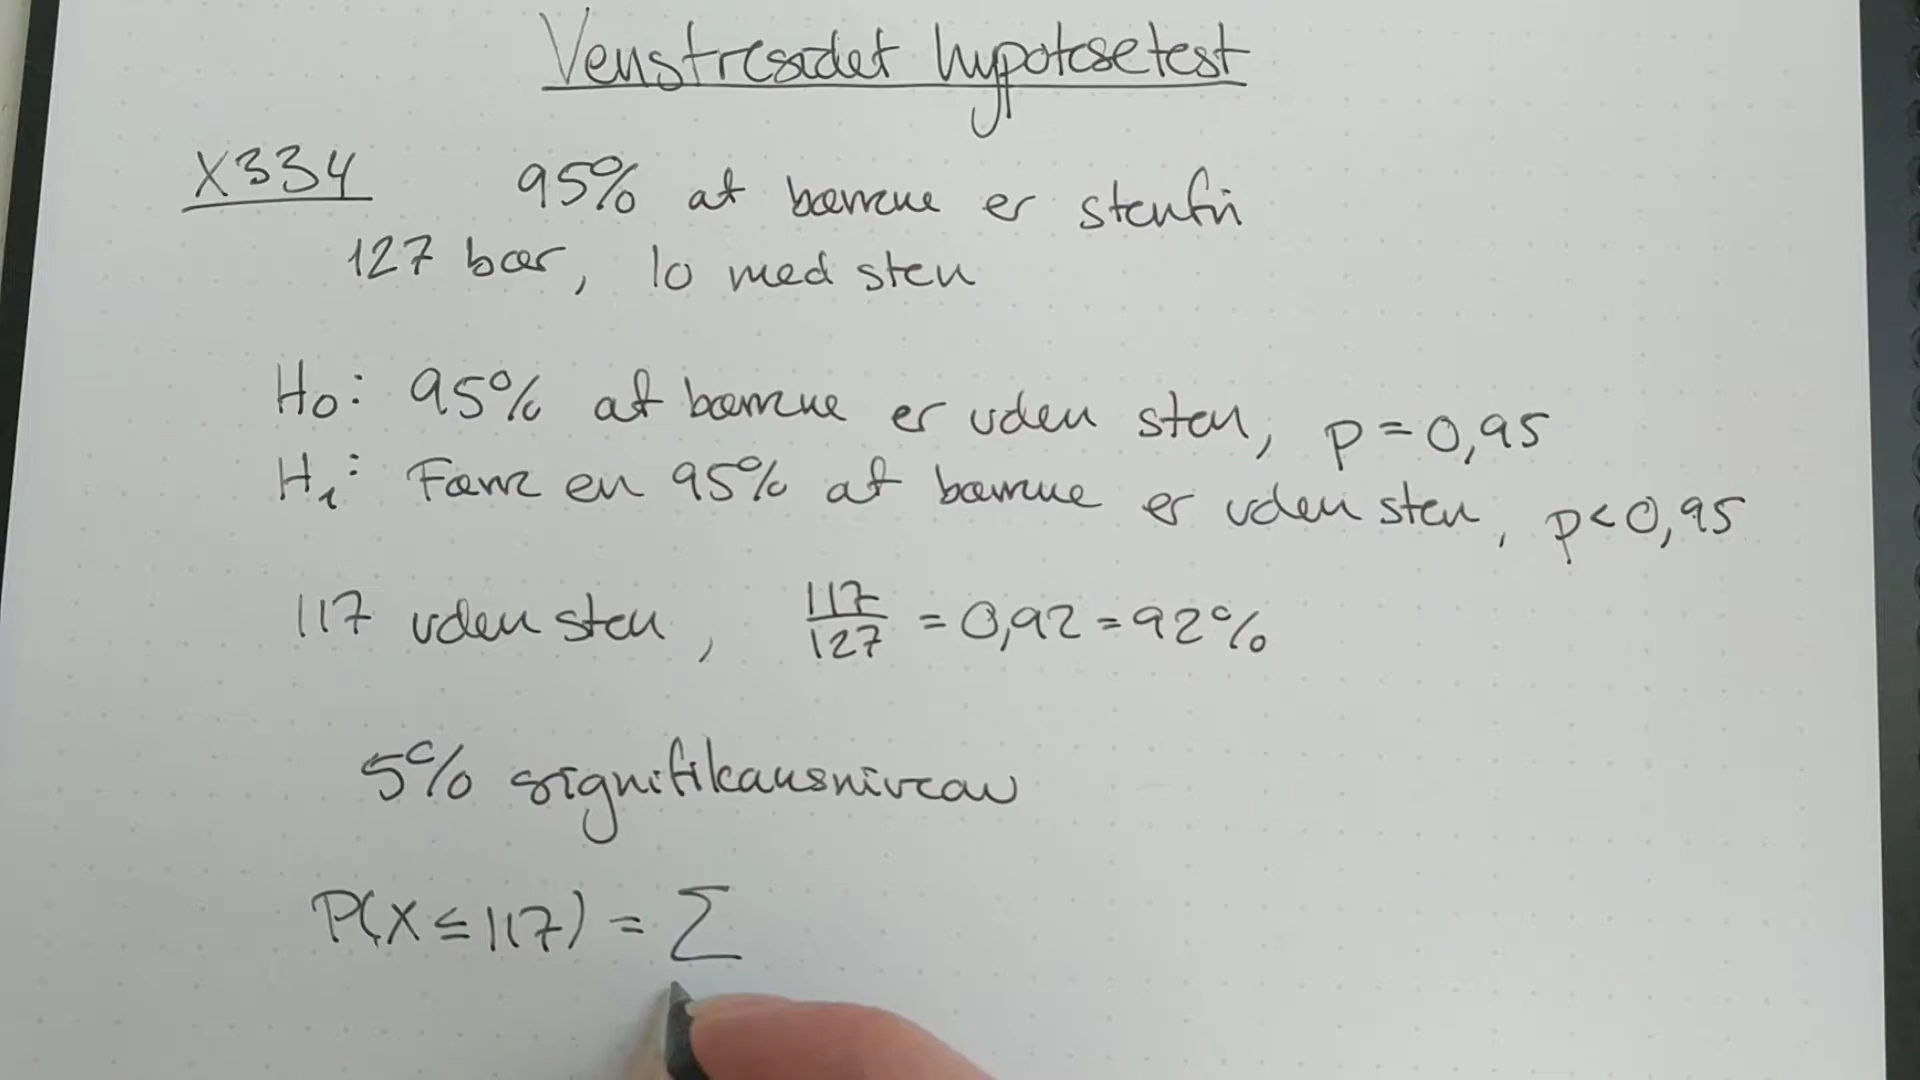 Venstresidet hypotesetest
X334 95% af bærrene er stenfri
127 bær, 10 med sten
H0: 95% af bærrene er uden sten, p=0,95
H1: Færre en 95% af bærrene er uden sten, p<0,95
117 uden sten, 117/127 = 0,92 = 92%
5% signifikansniveau
P(X≤117) = Σ